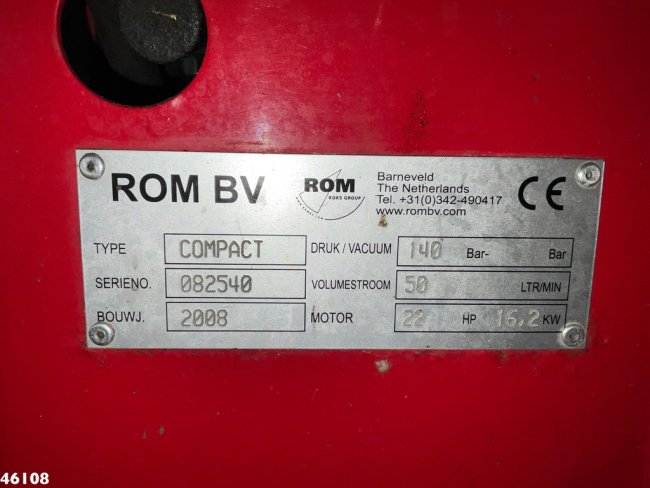 ROM BV
ROM
KOKS GROUP
Barneveld
The Netherlands
Tel. +31(0)342-490417
www.rombv.com
CE
TYPE COMPACT DRUK / VACUUM 140 Bar- Bar
SERIENO. 082540 VOLUMESTROOM 50 LTR/MIN
BOUWJ. 2008 MOTOR 22 HP 16,2 KW
46108